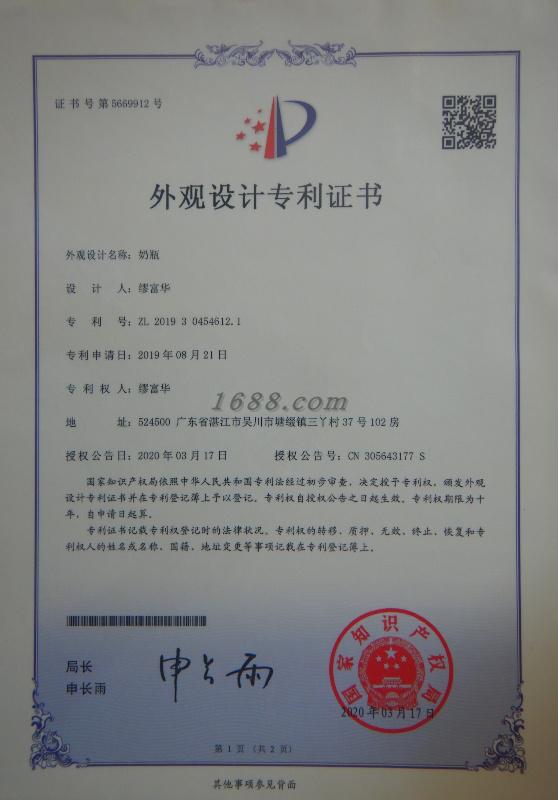 证书号第5669912号
外观设计专利证书
外观设计名称：奶瓶
设计人：缪富华
专利号：ZL 2019 3 0454612.1
专利申请日：2019年08月21日
专利权人：缪富华
1688.com
地址：524500 广东省湛江市吴川市塘缀镇三丫村37号102房
授权公告日：2020年03月17日 授权公告号：CN 305643177 S
国家知识产权局依照中华人民共和国专利法经过初步审查，决定授予专利权，颁发外观
设计专利证书并在专利登记簿上予以登记。专利权自授权公告之日起生效。专利权期限为十
年，自申请日起算。
专利证书记载专利权登记时的法律状况。专利权的转移、质押、无效、终止、恢复和专
利权人的姓名或名称、国籍、地址变更等事项记载在专利登记簿上。
局长
申长雨
申长雨
国家知识产权局
2020年03月17日
第1页（共2页）
其他事项参见背面